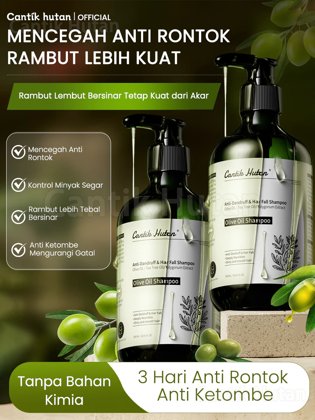 Cantik hutan | OFFICIAL
MENCEGAH ANTI RONTOK
RAMBUT LEBIH KUAT
Rambut Lembut Bersinar Tetap Kuat dari Akar
Mencegah Anti
Rontok
Kontrol Minyak Segar
Rambut Lebih Tebal
Bersinar
Anti Ketombe
Mengurangi Gatal
Cantik Hutan
Anti-Dandruff & Hair Fall Shampoo
Olive Oil Shampoo
Cantik Hutan
Anti-Dandruff & Hair Fall Shampoo
Olive Oil Shampoo
Tanpa Bahan
Kimia
3 Hari Anti Rontok
Anti Ketombe